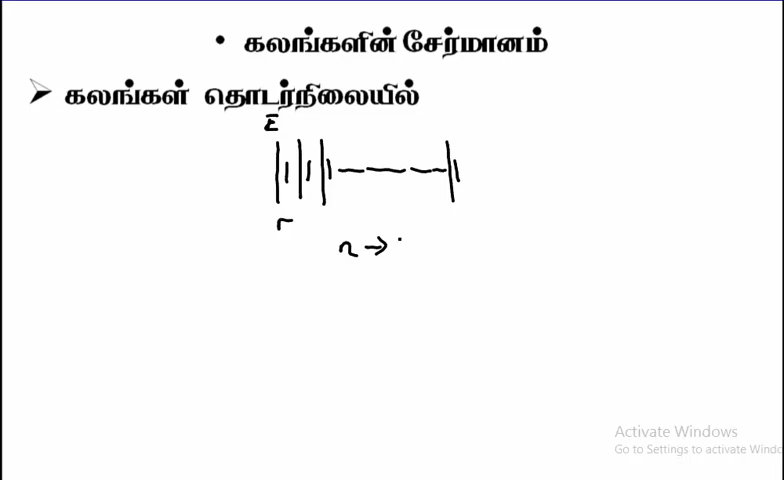 • கலங்களின் சேர்மானம்
➤ கலங்கள் தொடர்நிலையில்
E
r
n →
Activate Windows
Go to Settings to activate Windo